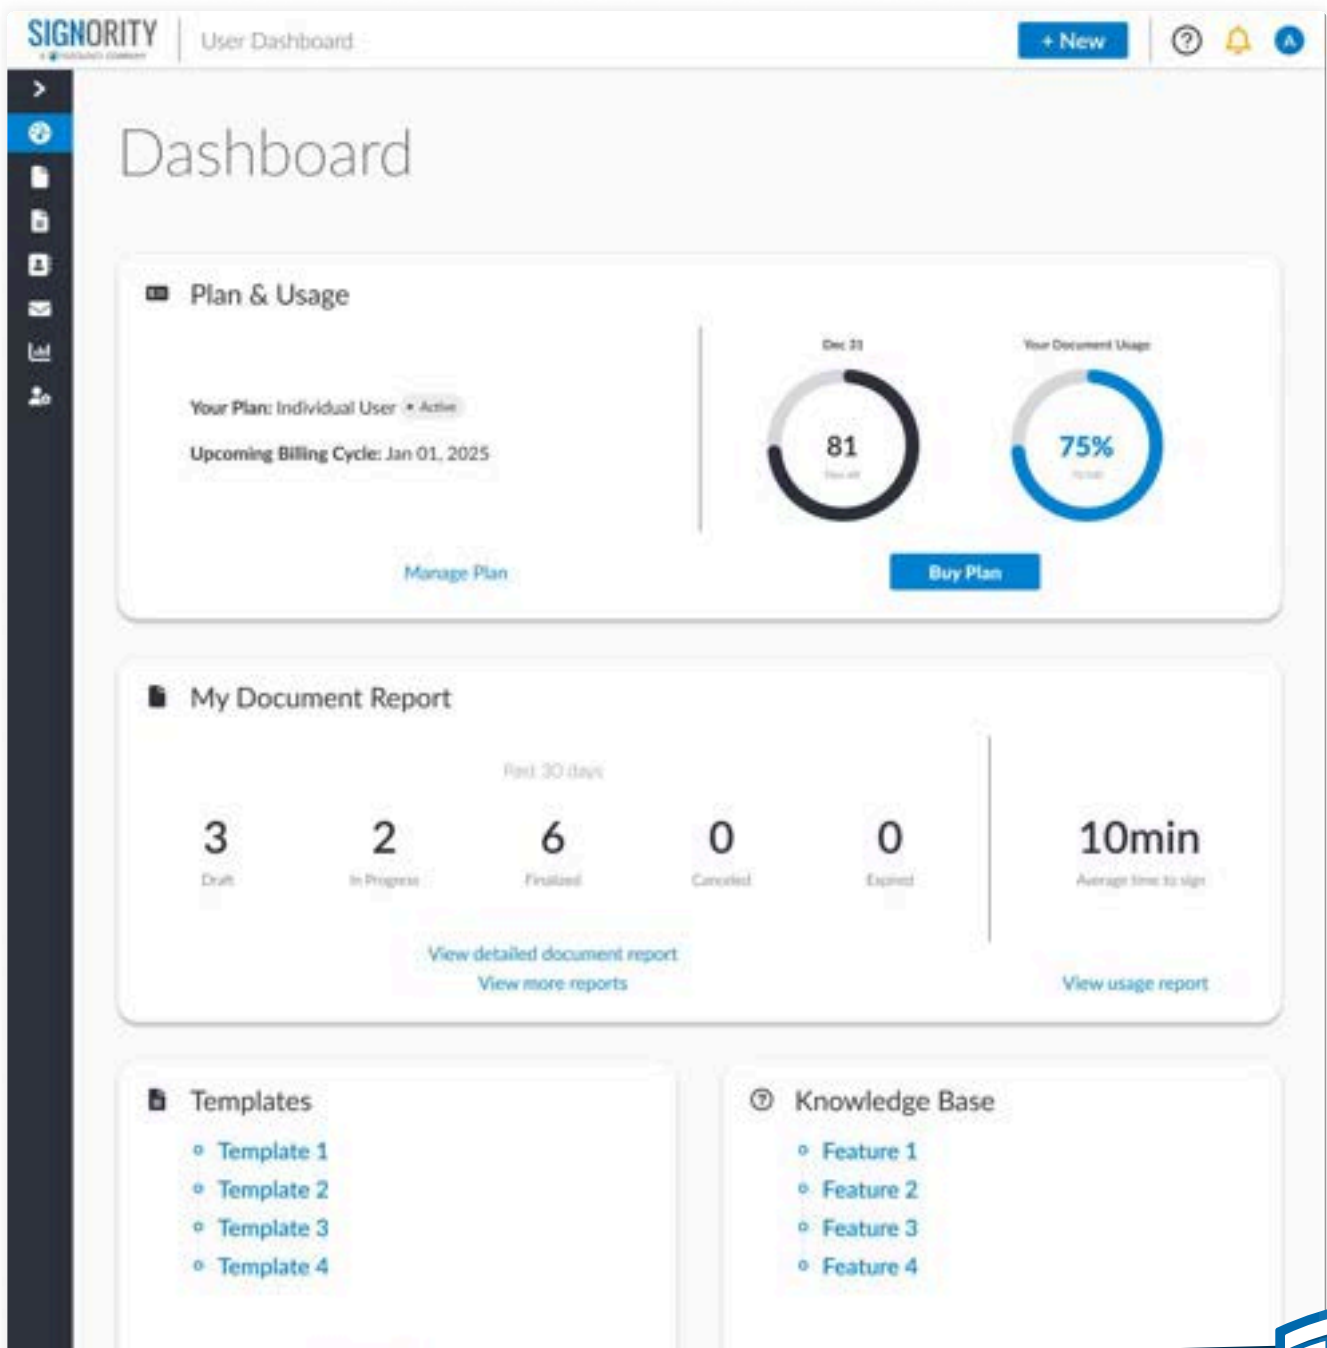 SIGNORITY
User Dashboard
+ New
A
Dashboard
Plan & Usage
Your Plan: Individual User • Active
Upcoming Billing Cycle: Jan 01, 2025
Manage Plan
Dec 31
81
Your Document Usage
75%
Buy Plan
My Document Report
Past 30 days
3
Draft
2
In Progress
6
Finalized
0
Canceled
0
Expired
10min
Average time to sign
View detailed document report
View more reports
View usage report
Templates
Template 1
Template 2
Template 3
Template 4
Knowledge Base
Feature 1
Feature 2
Feature 3
Feature 4